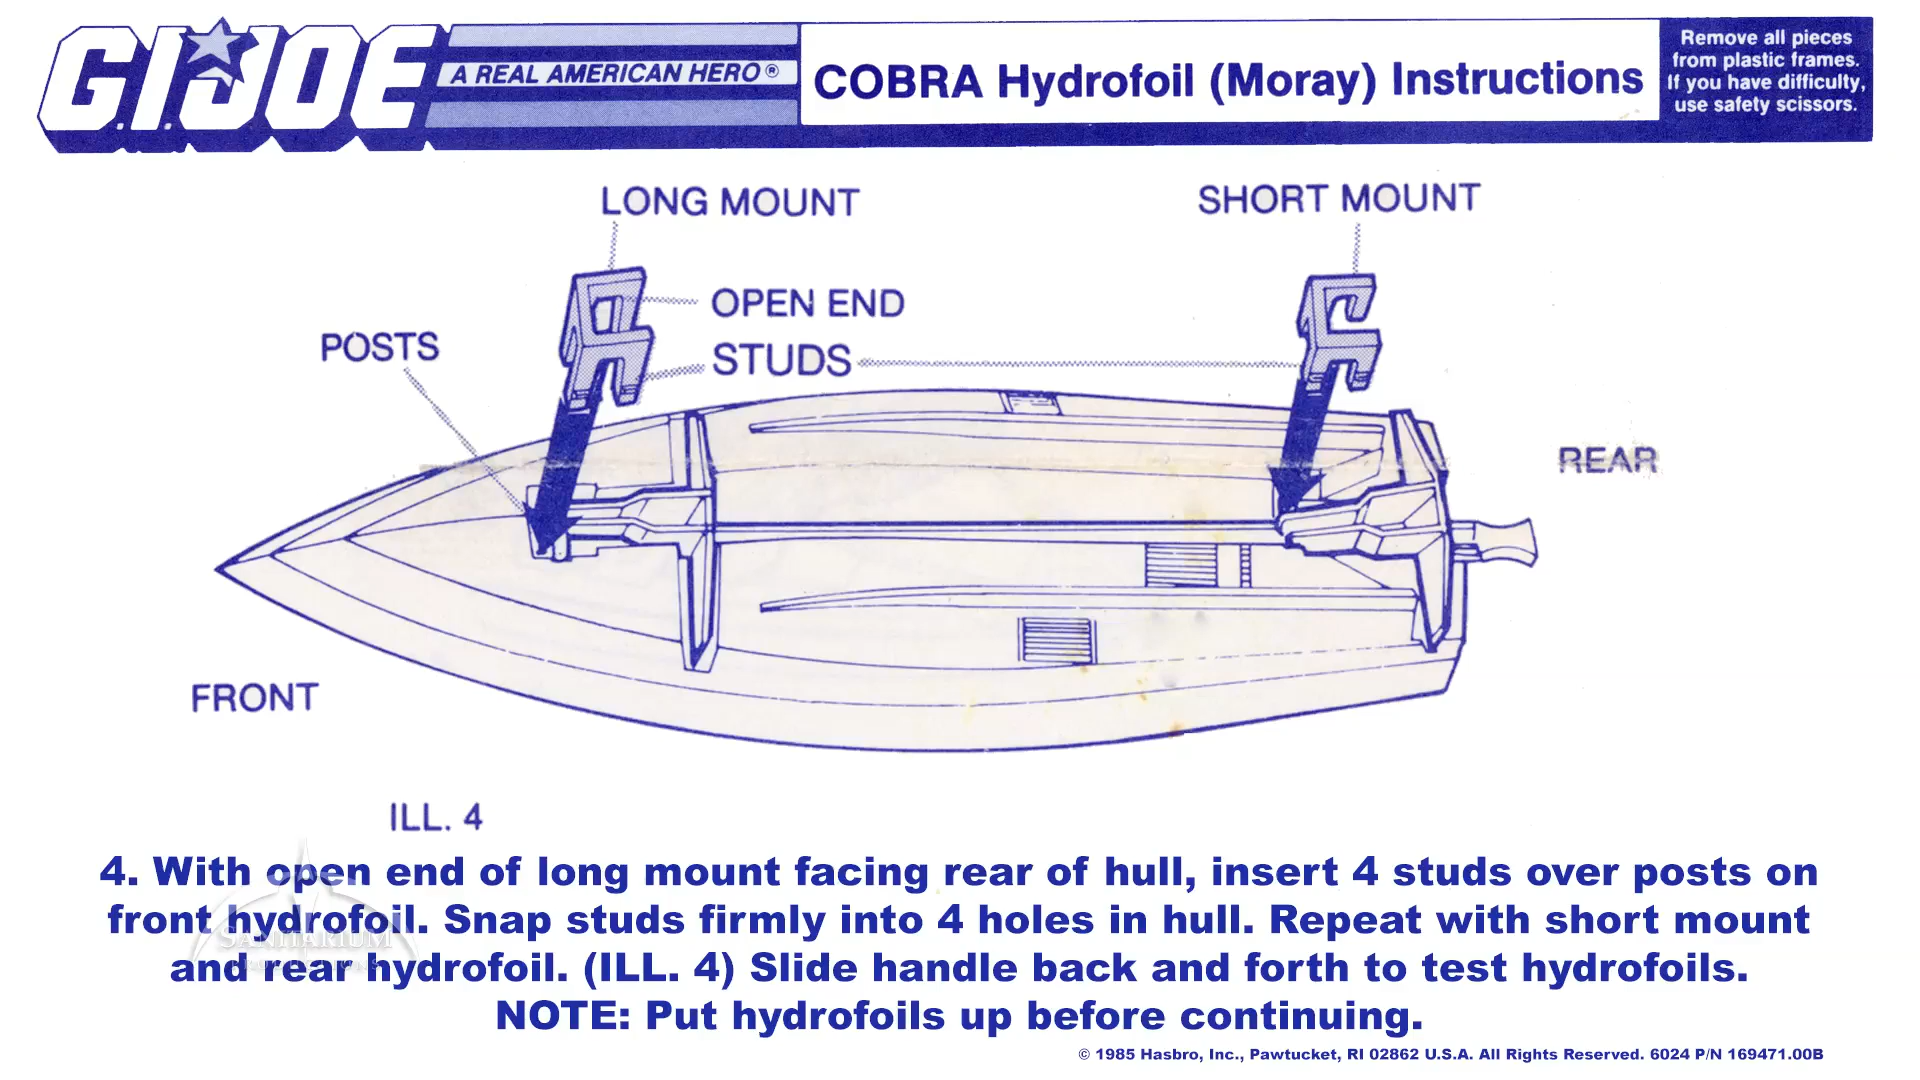 G.I. JOE
A REAL AMERICAN HERO®
COBRA Hydrofoil (Moray) Instructions
Remove all pieces
from plastic frames.
If you have difficulty,
use safety scissors.
LONG MOUNT
SHORT MOUNT
OPEN END
POSTS
STUDS
REAR
FRONT
ILL. 4
4. With open end of long mount facing rear of hull, insert 4 studs over posts on
front hydrofoil. Snap studs firmly into 4 holes in hull. Repeat with short mount
and rear hydrofoil. (ILL. 4) Slide handle back and forth to test hydrofoils.
NOTE: Put hydrofoils up before continuing.
SANITARIUM
PRODUCTIONS
© 1985 Hasbro, Inc., Pawtucket, RI 02862 U.S.A. All Rights Reserved. 6024 P/N 169471.00B